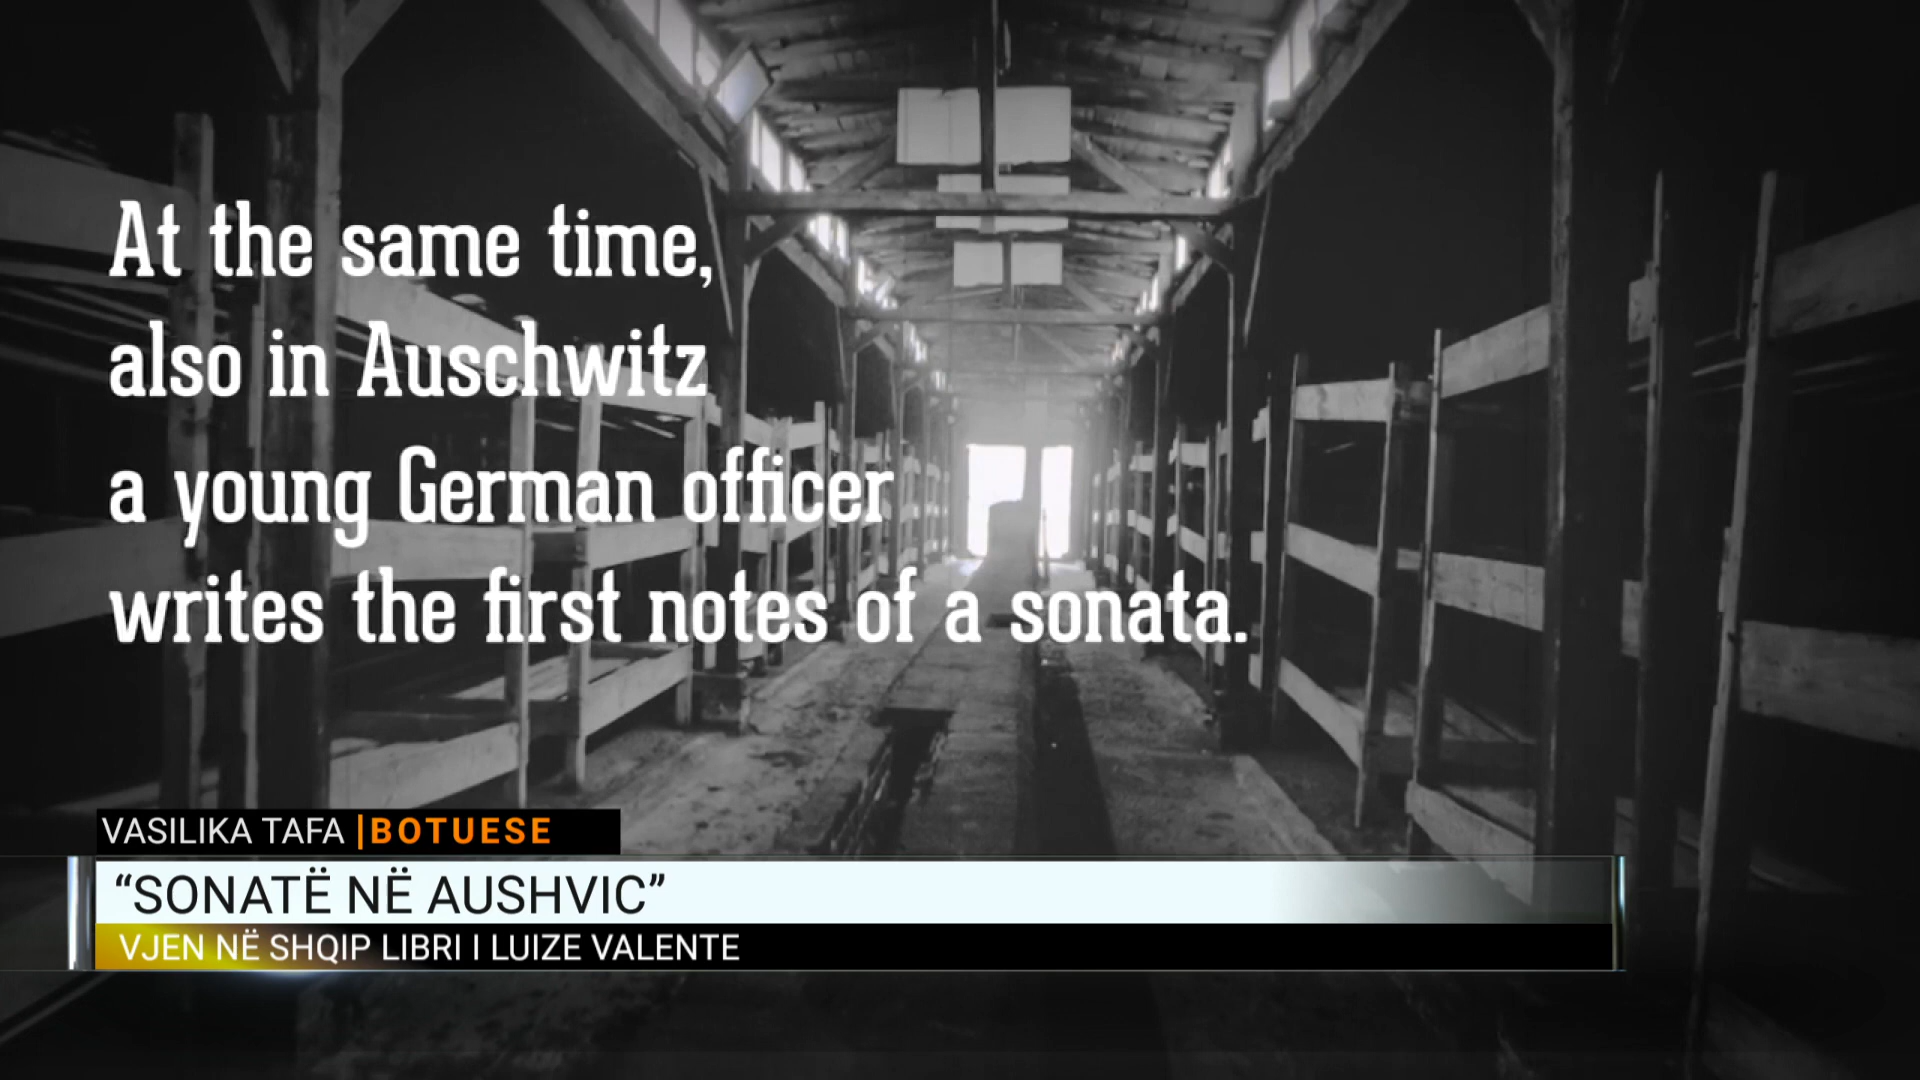 At the same time,
also in Auschwitz
a young German officer
writes the first notes of a sonata.
VASILIKA TAFA |BOTUESE
“SONATË NË AUSHVIC”
VJEN NË SHQIP LIBRI I LUIZE VALENTE